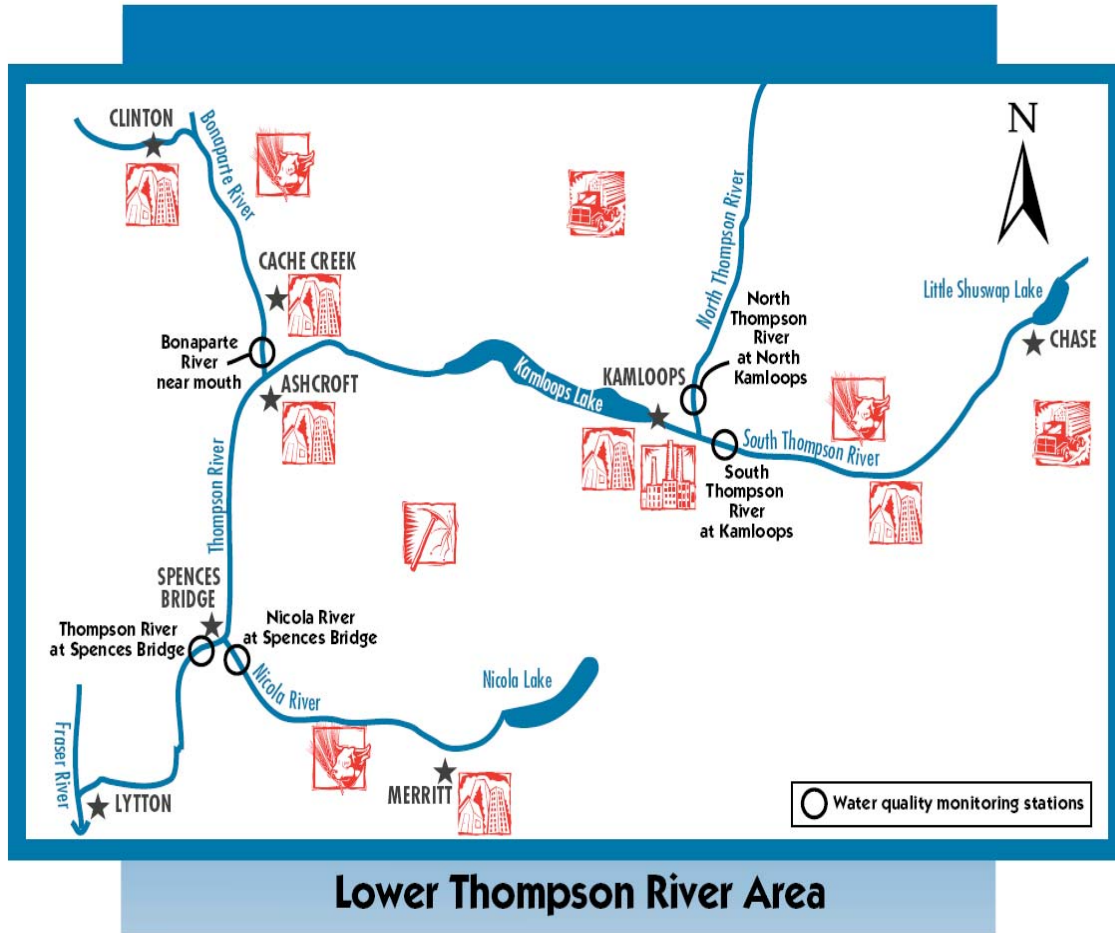 CLINTON
Bonaparte River
N
CACHE CREEK
North Thompson River
Little Shuswap Lake
North
Thompson
River
at North
Kamloops
CHASE
Bonaparte
River
near mouth
ASHCROFT
Kamloops Lake
KAMLOOPS
South Thompson River
South
Thompson
River
at Kamloops
Thompson River
SPENCES
BRIDGE
Thompson River
at Spences Bridge
Nicola River
at Spences Bridge
Nicola River
Nicola Lake
Fraser River
LYTTON
MERRITT
Water quality monitoring stations
Lower Thompson River Area